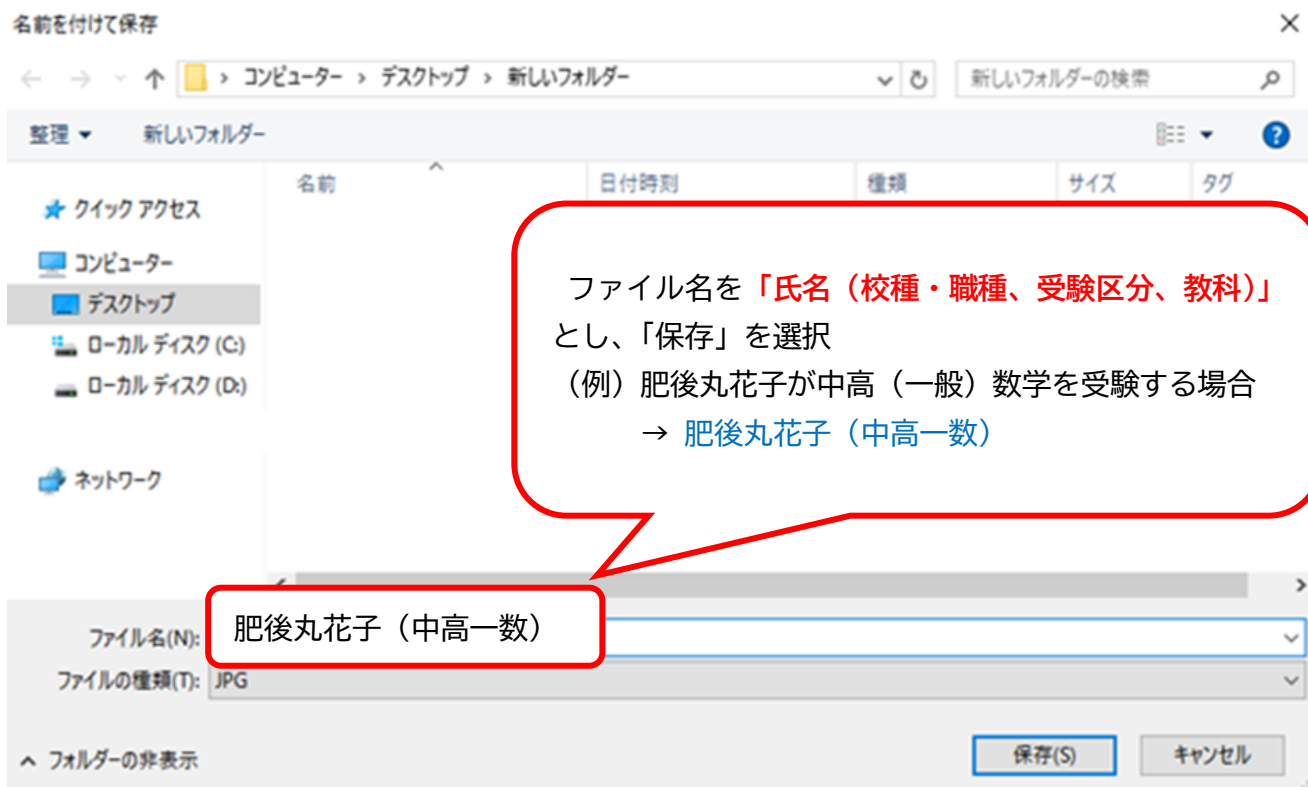 名前を付けて保存
コンピューター > デスクトップ > 新しいフォルダー
新しいフォルダーの検索
整理
新しいフォルダー
名前
日付時刻
種類
サイズ
タグ
クイック アクセス
コンピューター
デスクトップ
ローカル ディスク (C:)
ローカル ディスク (D:)
ネットワーク
ファイル名を「氏名（校種・職種、受験区分、教科）」
とし、「保存」を選択
（例）肥後丸花子が中高（一般）数学を受験する場合
→ 肥後丸花子（中高一数）
ファイル名(N):
肥後丸花子（中高一数）
ファイルの種類(T): JPG
フォルダーの非表示
保存(S)
キャンセル